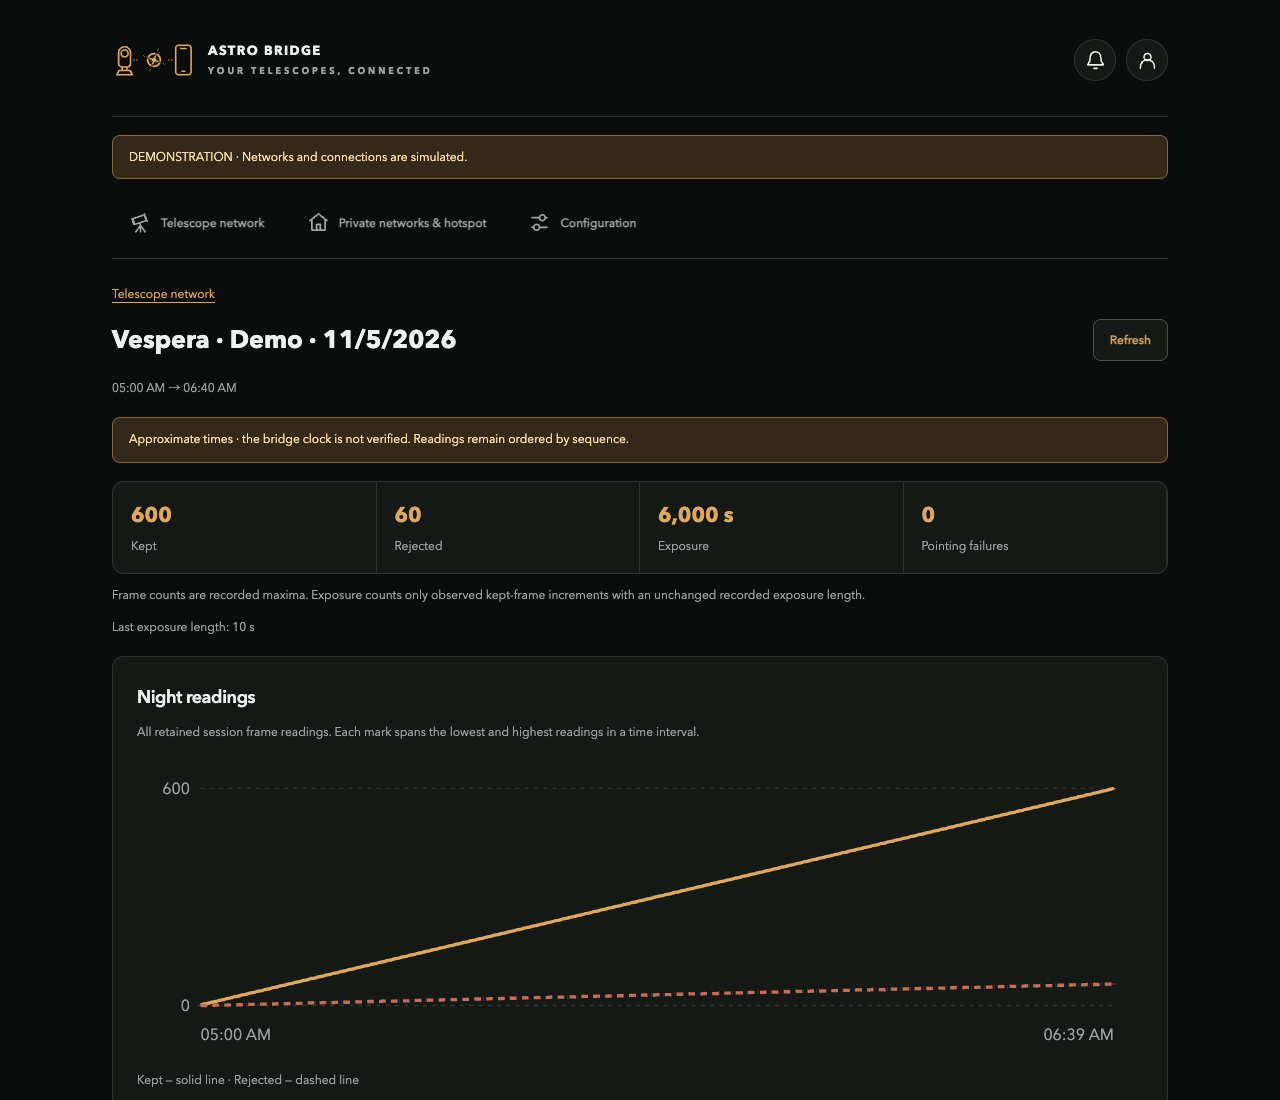 ASTRO BRIDGE
YOUR TELESCOPES, CONNECTED
DEMONSTRATION · Networks and connections are simulated.
Telescope network
Private networks & hotspot
Configuration
Telescope network
Vespera · Demo · 11/5/2026
Refresh
05:00 AM → 06:40 AM
Approximate times · the bridge clock is not verified. Readings remain ordered by sequence.
600
Kept
60
Rejected
6,000 s
Exposure
0
Pointing failures
Frame counts are recorded maxima. Exposure counts only observed kept-frame increments with an unchanged recorded exposure length.
Last exposure length: 10 s
Night readings
All retained session frame readings. Each mark spans the lowest and highest readings in a time interval.
600
0
05:00 AM
06:39 AM
Kept – solid line · Rejected – dashed line